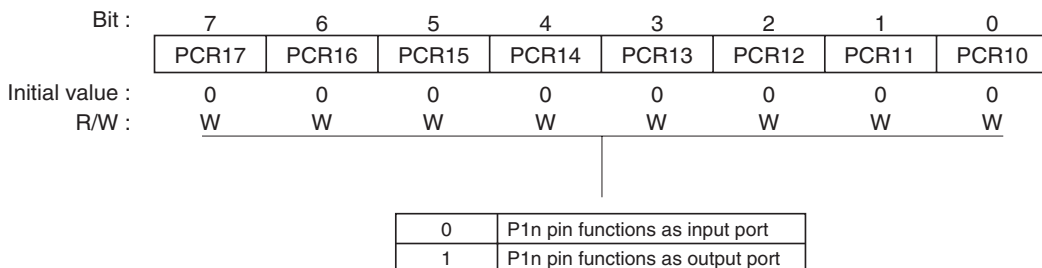 Bit : 7 6 5 4 3 2 1 0
PCR17 PCR16 PCR15 PCR14 PCR13 PCR12 PCR11 PCR10
Initial value : 0 0 0 0 0 0 0 0
R/W : W W W W W W W W
0 P1n pin functions as input port
1 P1n pin functions as output port